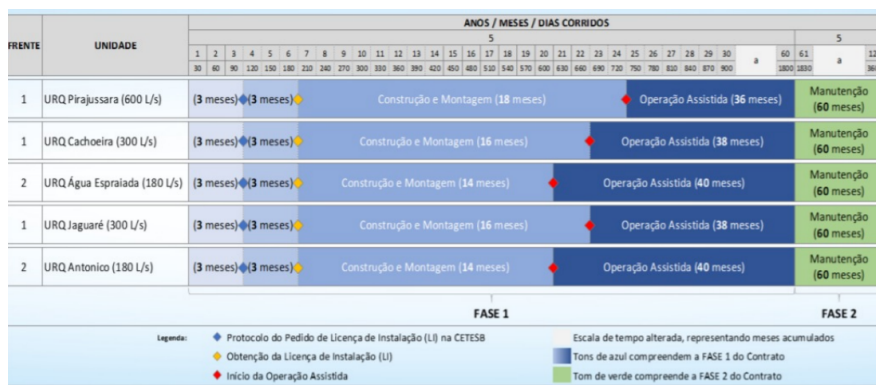 ANOS / MESES / DIAS CORRIDOS
FRENTE UNIDADE 5 5
1 2 3 4 5 6 7 8 9 10 11 12 13 14 15 16 17 18 19 20 21 22 23 24 25 26 27 28 29 30 a 60 61 a
30 60 90 120 150 180 210 240 270 300 330 360 390 420 450 480 510 540 570 600 630 660 690 720 750 780 810 840 870 900 1800 1830
1 URQ Pirajussara (600 L/s) (3 meses) (3 meses) Construção e Montagem (18 meses) Operação Assistida (36 meses) Manutenção
(60 meses)
1 URQ Cachoeira (300 L/s) (3 meses) (3 meses) Construção e Montagem (16 meses) Operação Assistida (38 meses) Manutenção
(60 meses)
2 URQ Água Espraiada (180 L/s) (3 meses) (3 meses) Construção e Montagem (14 meses) Operação Assistida (40 meses) Manutenção
(60 meses)
1 URQ Jaguaré (300 L/s) (3 meses) (3 meses) Construção e Montagem (16 meses) Operação Assistida (38 meses) Manutenção
(60 meses)
2 URQ Antonico (180 L/s) (3 meses) (3 meses) Construção e Montagem (14 meses) Operação Assistida (40 meses) Manutenção
(60 meses)
FASE 1 FASE 2
Legenda: Protocolo do Pedido de Licença de Instalação (LI) na CETESB Escala de tempo alterada, representando meses acumulados
Obtenção da Licença de Instalação (LI) Tons de azul compreendem a FASE 1 do Contrato
Início da Operação Assistida Tom de verde compreende a FASE 2 do Contrato